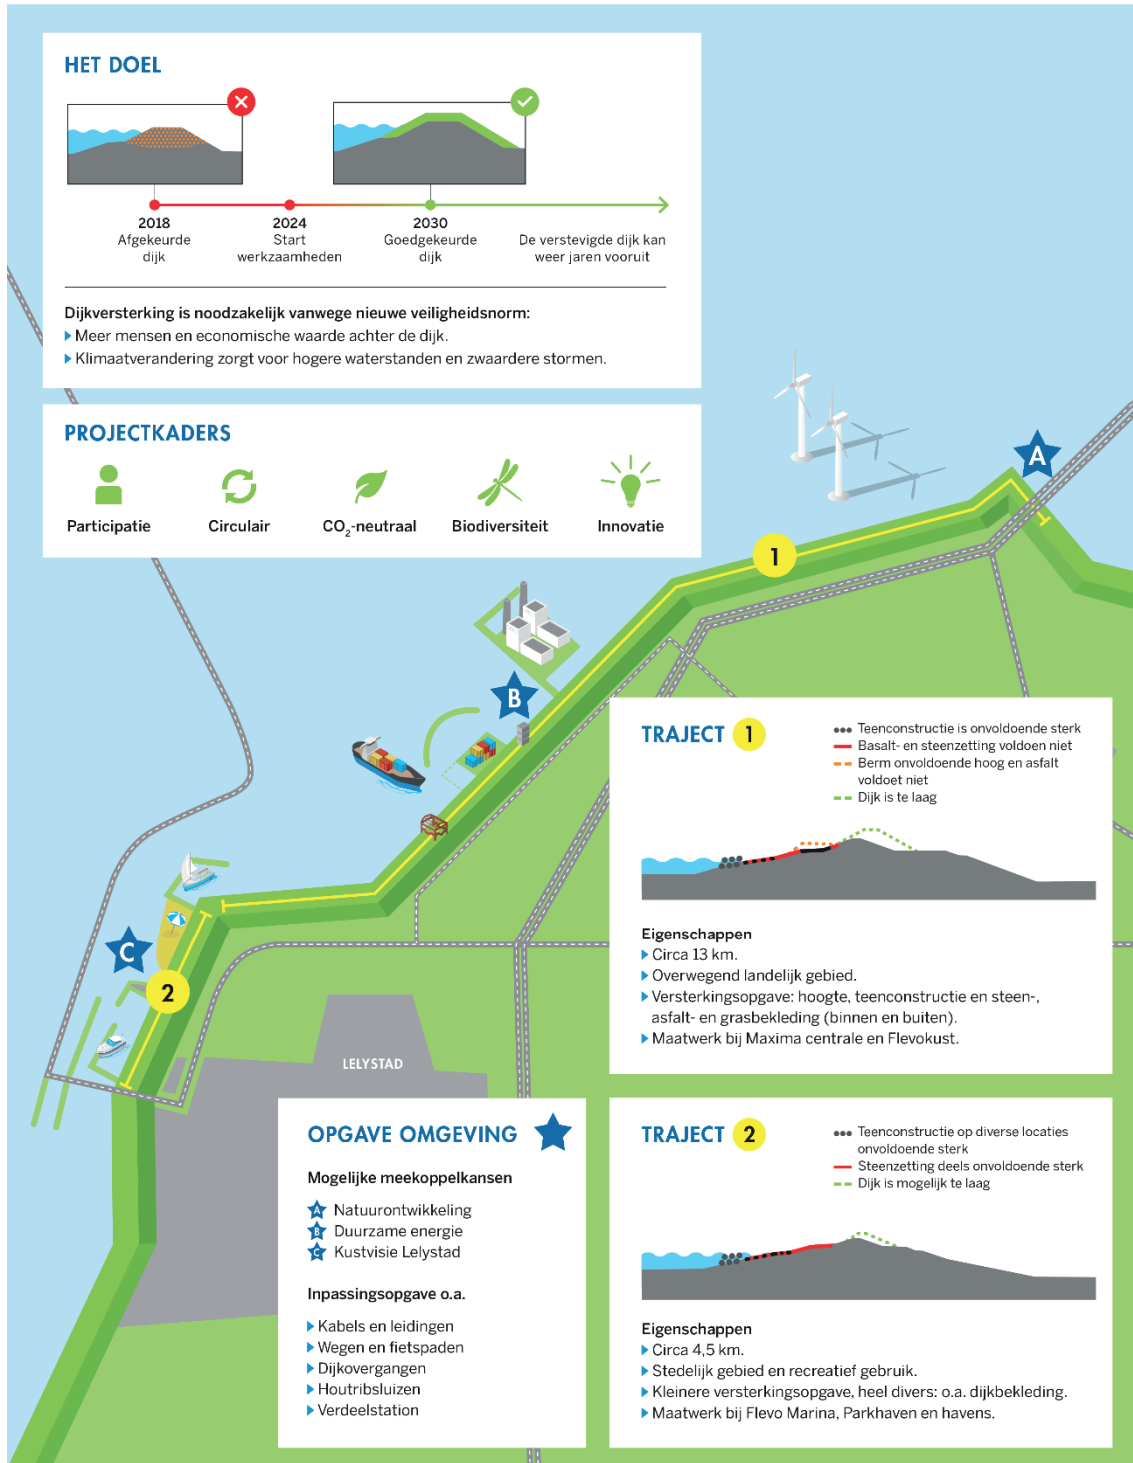 HET DOEL
2018
Afgekeurde
dijk
2024
Start
werkzaamheden
2030
Goedgekeurde
dijk
De verstevigde dijk kan
weer jaren vooruit
Dijkversterking is noodzakelijk vanwege nieuwe veiligheidsnorm:
Meer mensen en economische waarde achter de dijk.
Klimaatverandering zorgt voor hogere waterstanden en zwaardere stormen.
PROJECTKADERS
Participatie
Circulair
CO₂-neutraal
Biodiversiteit
Innovatie
A
1
B
C
2
LELYSTAD
TRAJECT 1
Teenconstructie is onvoldoende sterk
Basalt- en steenzetting voldoen niet
Berm onvoldoende hoog en asfalt
voldoet niet
Dijk is te laag
Eigenschappen
Circa 13 km.
Overwegend landelijk gebied.
Versterkingsopgave: hoogte, teenconstructie en steen-,
asfalt- en grasbekleding (binnen en buiten).
Maatwerk bij Maxima centrale en Flevokust.
OPGAVE OMGEVING
Mogelijke meekoppelkansen
A Natuurontwikkeling
B Duurzame energie
C Kustvisie Lelystad
Inpassingsopgave o.a.
Kabels en leidingen
Wegen en fietspaden
Dijkovergangen
Houtribsluizen
Verdeelstation
TRAJECT 2
Teenconstructie op diverse locaties
onvoldoende sterk
Steenzetting deels onvoldoende sterk
Dijk is mogelijk te laag
Eigenschappen
Circa 4,5 km.
Stedelijk gebied en recreatief gebruik.
Kleinere versterkingsopgave, heel divers: o.a. dijkbekleding.
Maatwerk bij Flevo Marina, Parkhaven en havens.